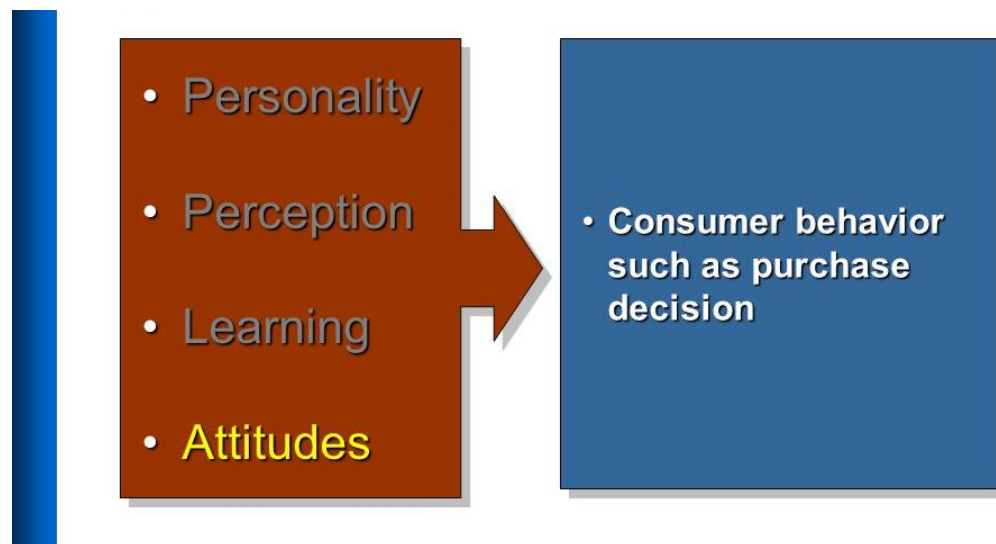 • Personality
• Perception
• Learning
• Attitudes
• Consumer behavior
such as purchase
decision